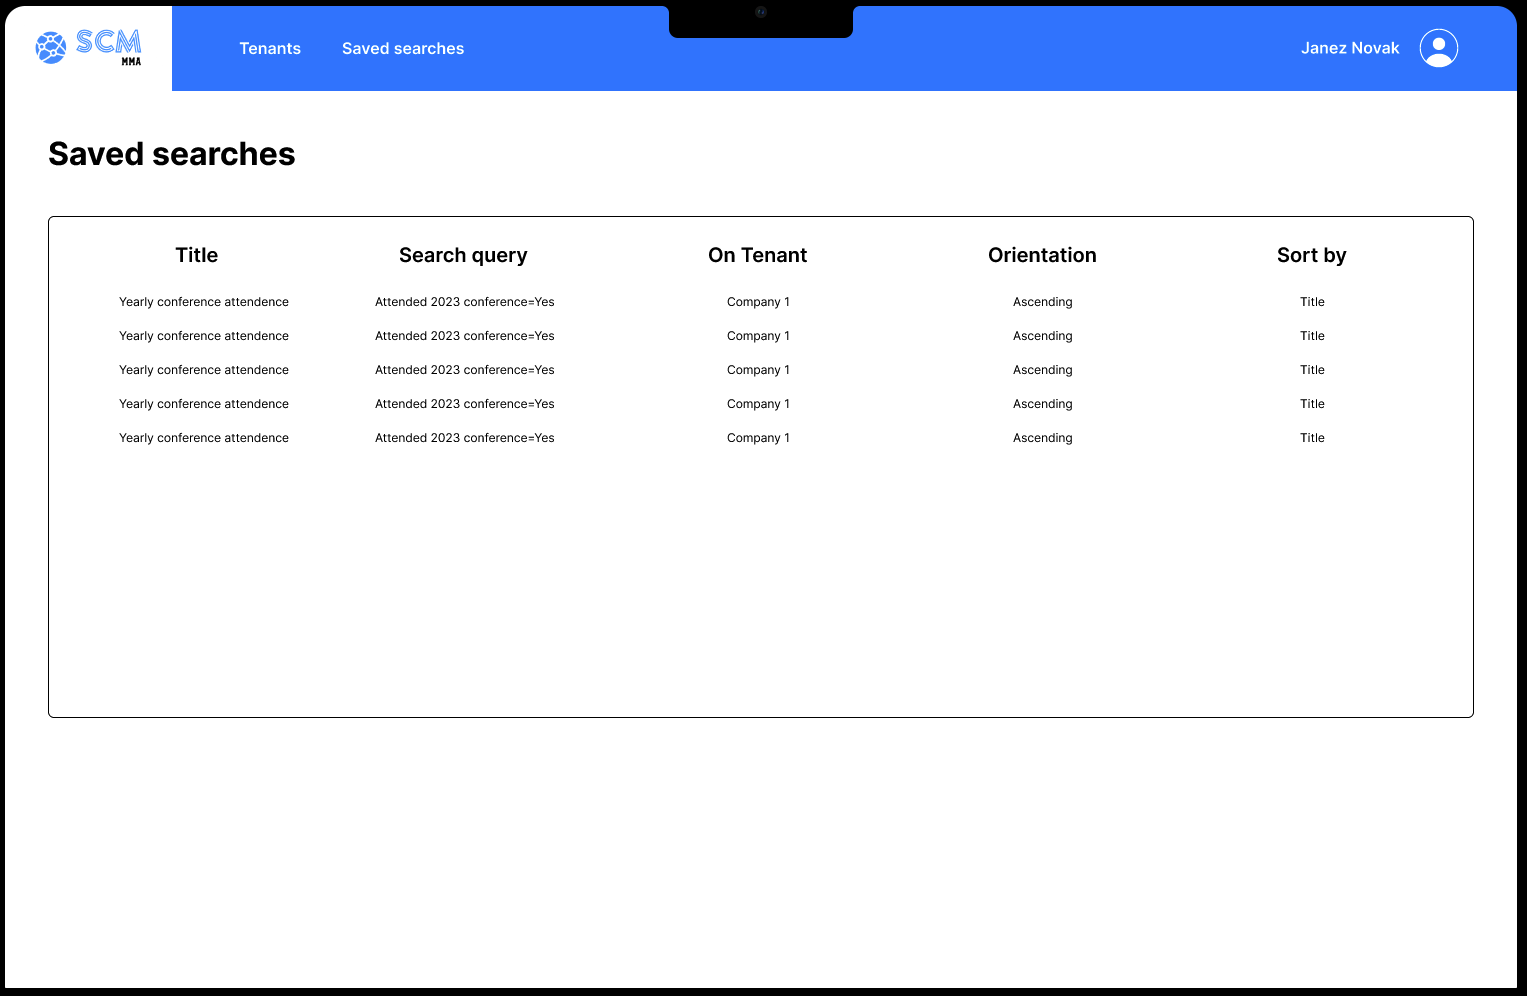 SCM
MMA
Tenants Saved searches Janez Novak
Saved searches
Title Search query On Tenant Orientation Sort by
Yearly conference attendence Attended 2023 conference=Yes Company 1 Ascending Title
Yearly conference attendence Attended 2023 conference=Yes Company 1 Ascending Title
Yearly conference attendence Attended 2023 conference=Yes Company 1 Ascending Title
Yearly conference attendence Attended 2023 conference=Yes Company 1 Ascending Title
Yearly conference attendence Attended 2023 conference=Yes Company 1 Ascending Title